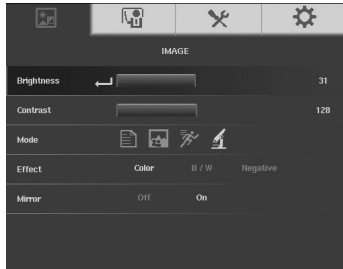 IMAGE
Brightness 31
Contrast 128
Mode
Effect Color B / W Negative
Mirror Off On